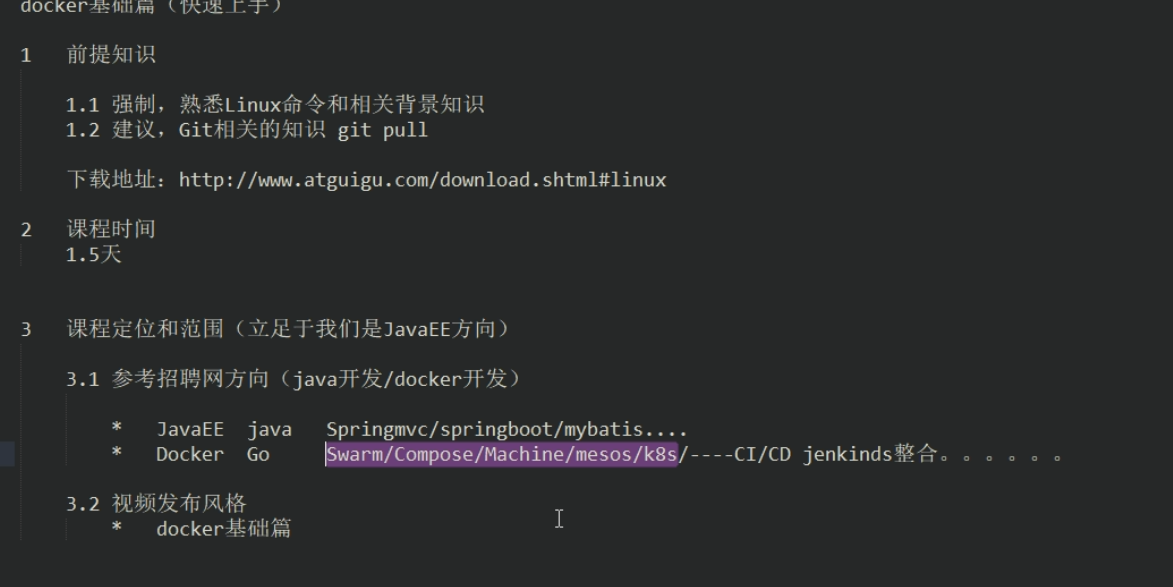 docker基础篇（快速上手）
1 前提知识
1.1 强制，熟悉Linux命令和相关背景知识
1.2 建议，Git相关的知识 git pull
下载地址：http://www.atguigu.com/download.shtml#linux
2 课程时间
1.5天
3 课程定位和范围（立足于我们是JavaEE方向）
3.1 参考招聘网方向（java开发/docker开发）
* JavaEE java Springmvc/springboot/mybatis....
* Docker Go Swarm/Compose/Machine/mesos/k8s/----CI/CD jenkinds整合。。。。。。
3.2 视频发布风格
* docker基础篇